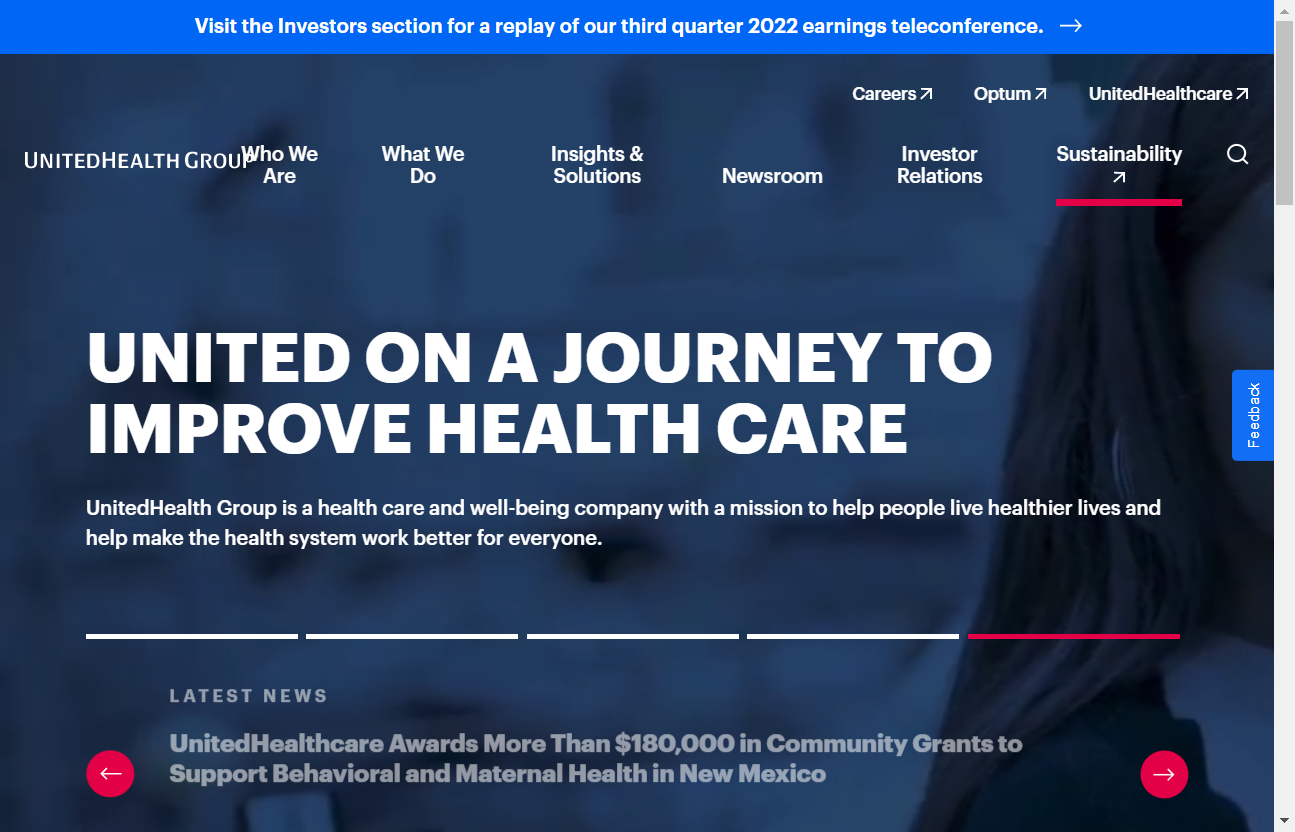 Visit the Investors section for a replay of our third quarter 2022 earnings teleconference.
Careers
Optum
UnitedHealthcare
UNITEDHEALTH GROUP
Who We
Are
What We
Do
Insights &
Solutions
Newsroom
Investor
Relations
Sustainability
UNITED ON A JOURNEY TO
IMPROVE HEALTH CARE
Feedback
UnitedHealth Group is a health care and well-being company with a mission to help people live healthier lives and
help make the health system work better for everyone.
LATEST NEWS
UnitedHealthcare Awards More Than $180,000 in Community Grants to
Support Behavioral and Maternal Health in New Mexico